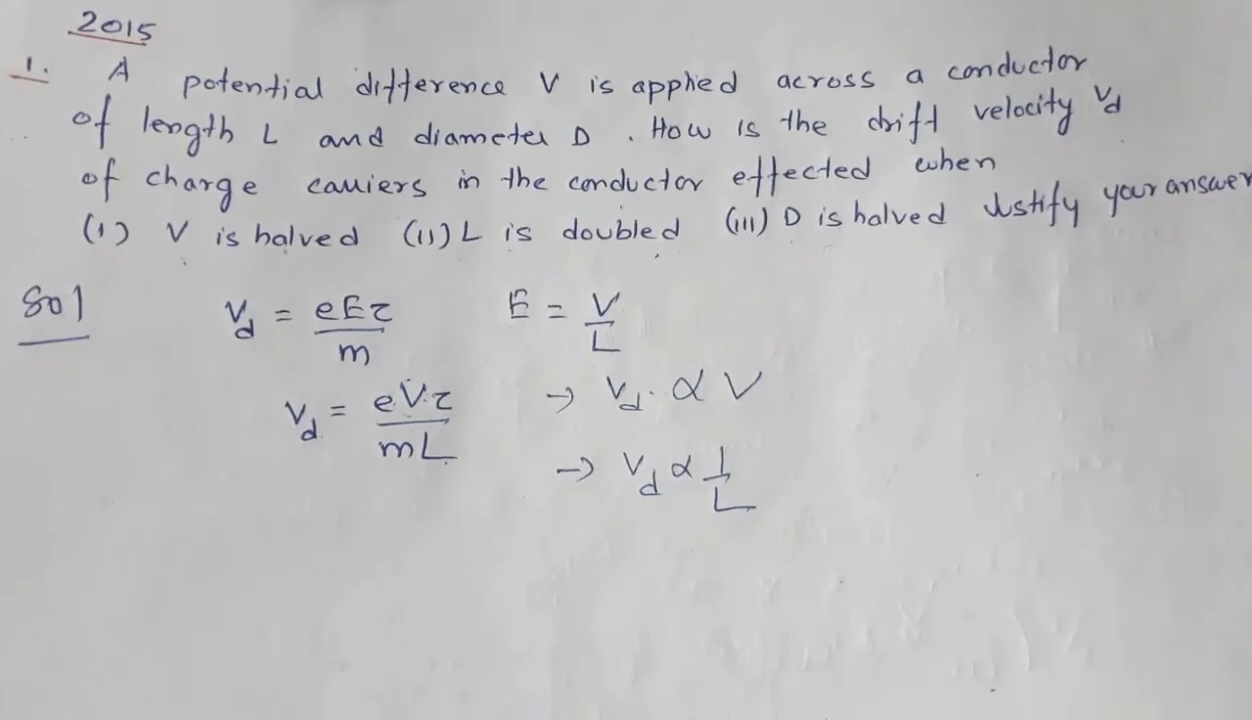 2015
1. A potential difference V is applied across a conductor
of length L and diameter D . How is the drift velocity Vd
of charge carriers in the conductor effected when
(i) V is halved (ii) L is doubled (iii) D is halved Justify your answer
Sol
Vd = eEτ/m E = V/L
Vd = eVτ/mL → Vd ∝ V
→ Vd ∝ 1/L